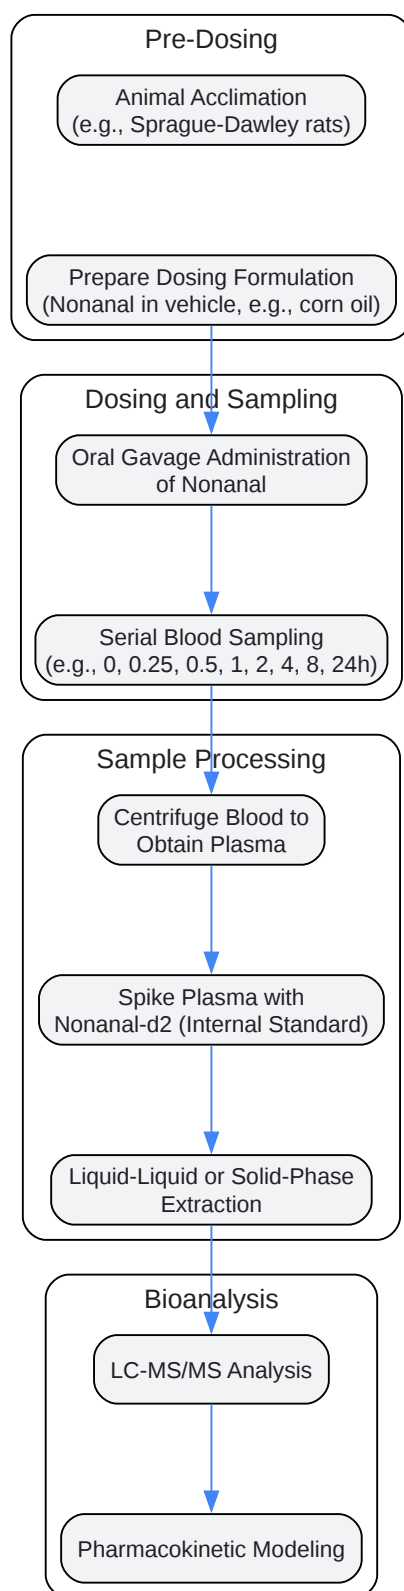 Pre-Dosing
Animal Acclimation
(e.g., Sprague-Dawley rats)
Prepare Dosing Formulation
(Nonanal in vehicle, e.g., corn oil)
Dosing and Sampling
Oral Gavage Administration
of Nonanal
Serial Blood Sampling
(e.g., 0, 0.25, 0.5, 1, 2, 4, 8, 24h)
Sample Processing
Centrifuge Blood to
Obtain Plasma
Spike Plasma with
Nonanal-d2 (Internal Standard)
Liquid-Liquid or Solid-Phase
Extraction
Bioanalysis
LC-MS/MS Analysis
Pharmacokinetic Modeling